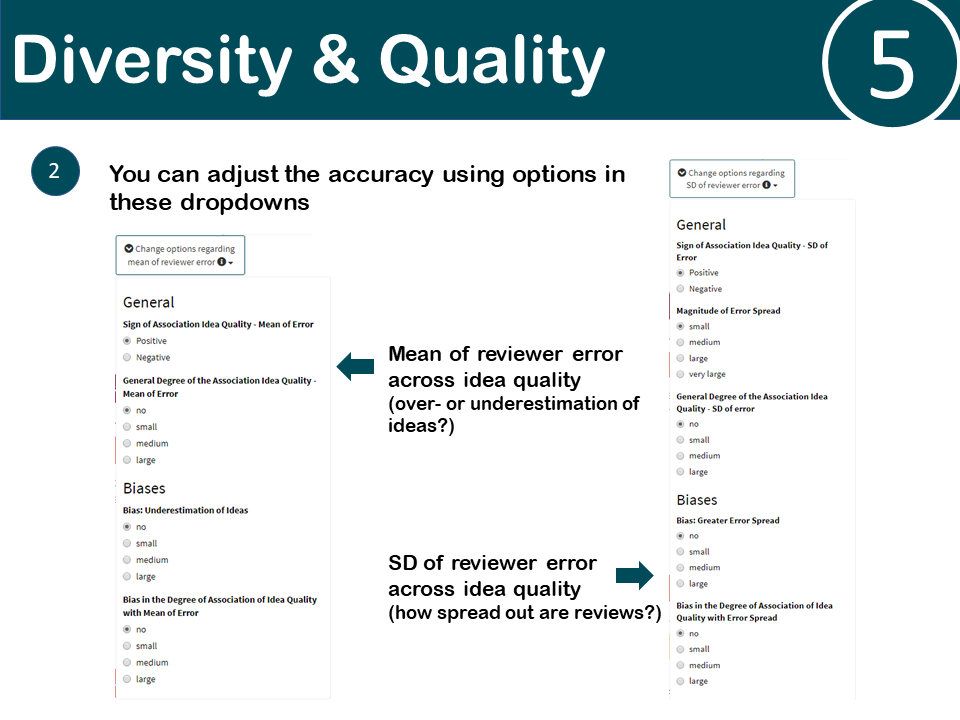 Diversity & Quality
5
2
You can adjust the accuracy using options in
these dropdowns
Change options regarding
mean of reviewer error
General
Sign of Association Idea Quality - Mean of Error
Positive
Negative
General Degree of the Association Idea Quality -
Mean of Error
no
small
medium
large
Biases
Bias: Underestimation of Ideas
no
small
medium
large
Bias in the Degree of Association of Idea Quality
with Mean of Error
no
small
medium
large
Mean of reviewer error
across idea quality
(over- or underestimation of
ideas?)
SD of reviewer error
across idea quality
(how spread out are reviews?)
Change options regarding
SD of reviewer error
General
Sign of Association Idea Quality - SD of
Error
Positive
Negative
Magnitude of Error Spread
small
medium
large
very large
General Degree of the Association Idea
Quality - SD of error
no
small
medium
large
Biases
Bias: Greater Error Spread
no
small
medium
large
Bias in the Degree of Association of Idea
Quality with Error Spread
no
small
medium
large